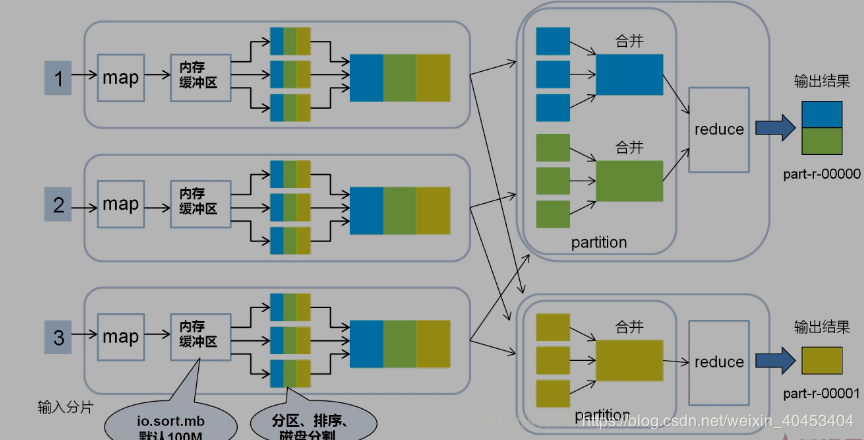 1
map
内存
缓冲区
2
map
内存
缓冲区
3
map
内存
缓冲区
输入分片
io.sort.mb
默认100M
分区、排序、
磁盘分割
合并
合并
partition
reduce
输出结果
part-r-00000
合并
partition
reduce
输出结果
part-r-00001
https://blog.csdn.net/weixin_40453404